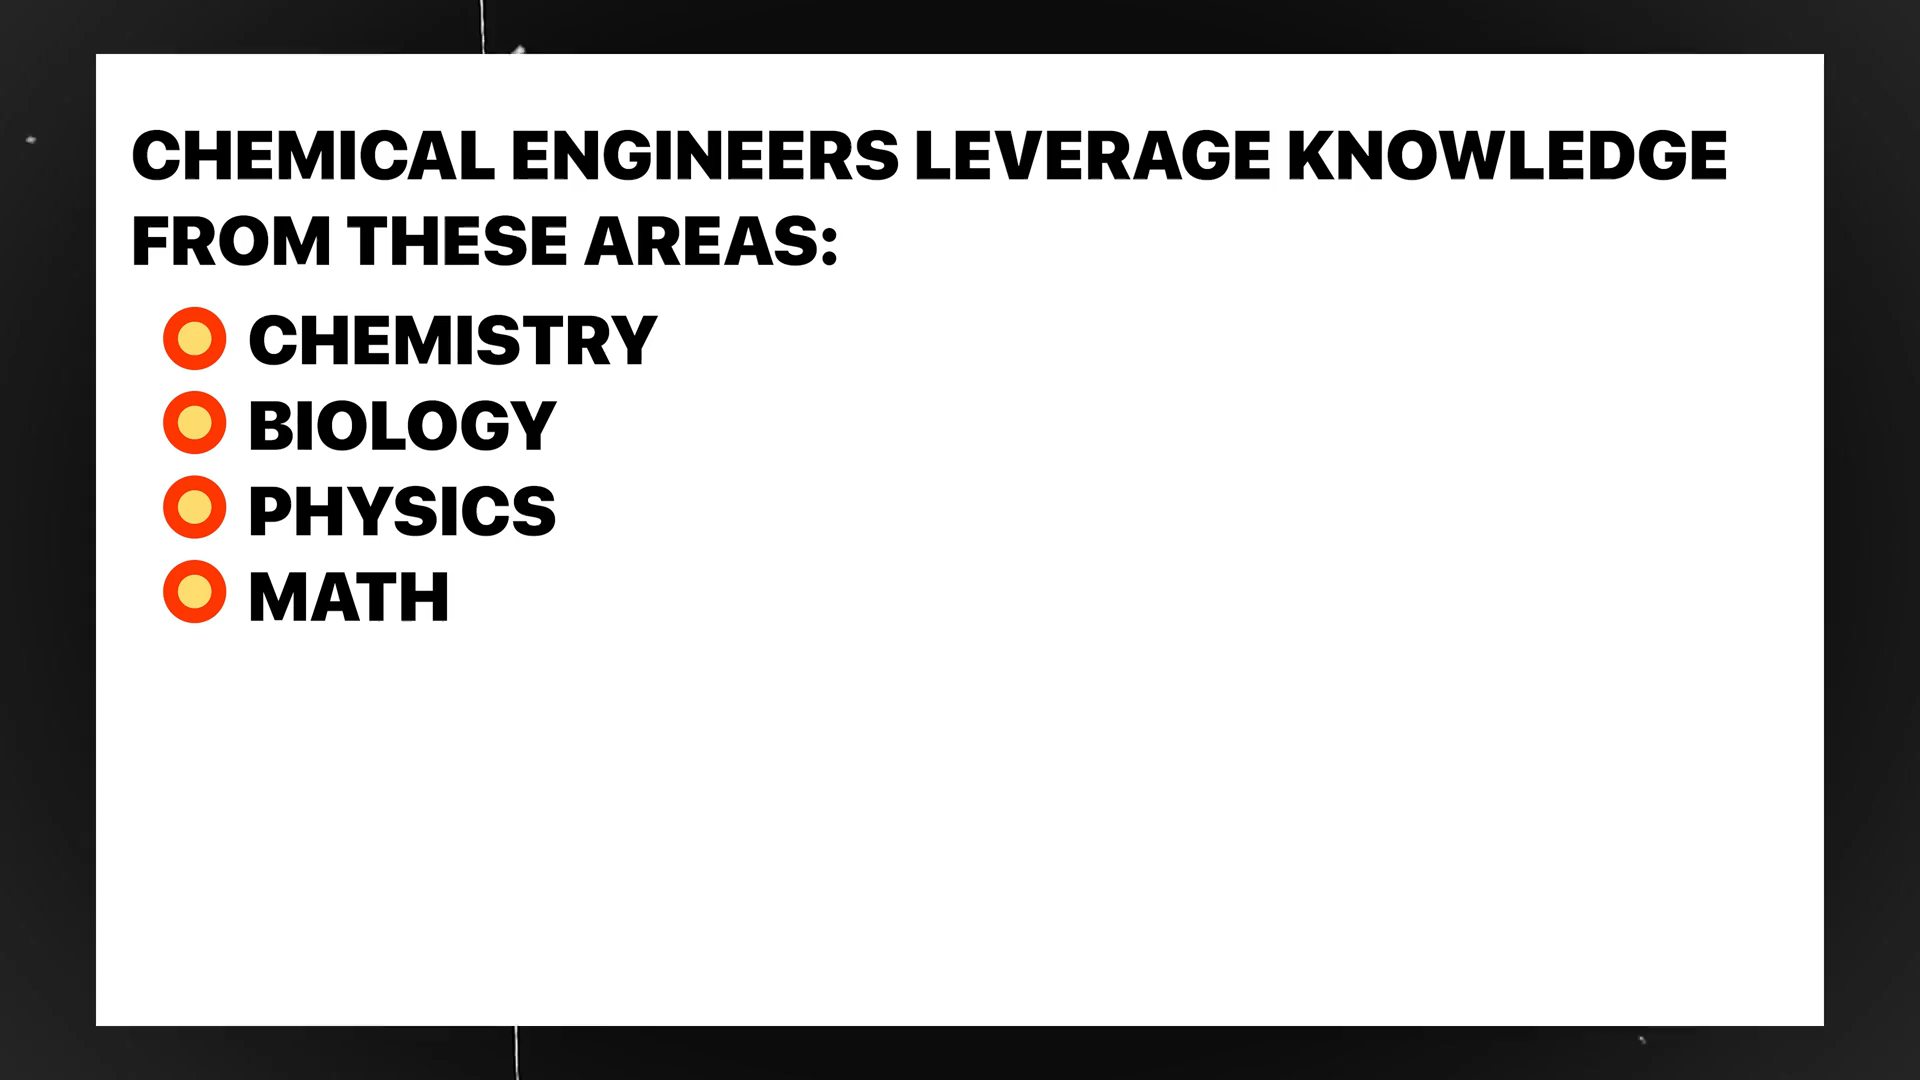 CHEMICAL ENGINEERS LEVERAGE KNOWLEDGE
FROM THESE AREAS:
CHEMISTRY
BIOLOGY
PHYSICS
MATH